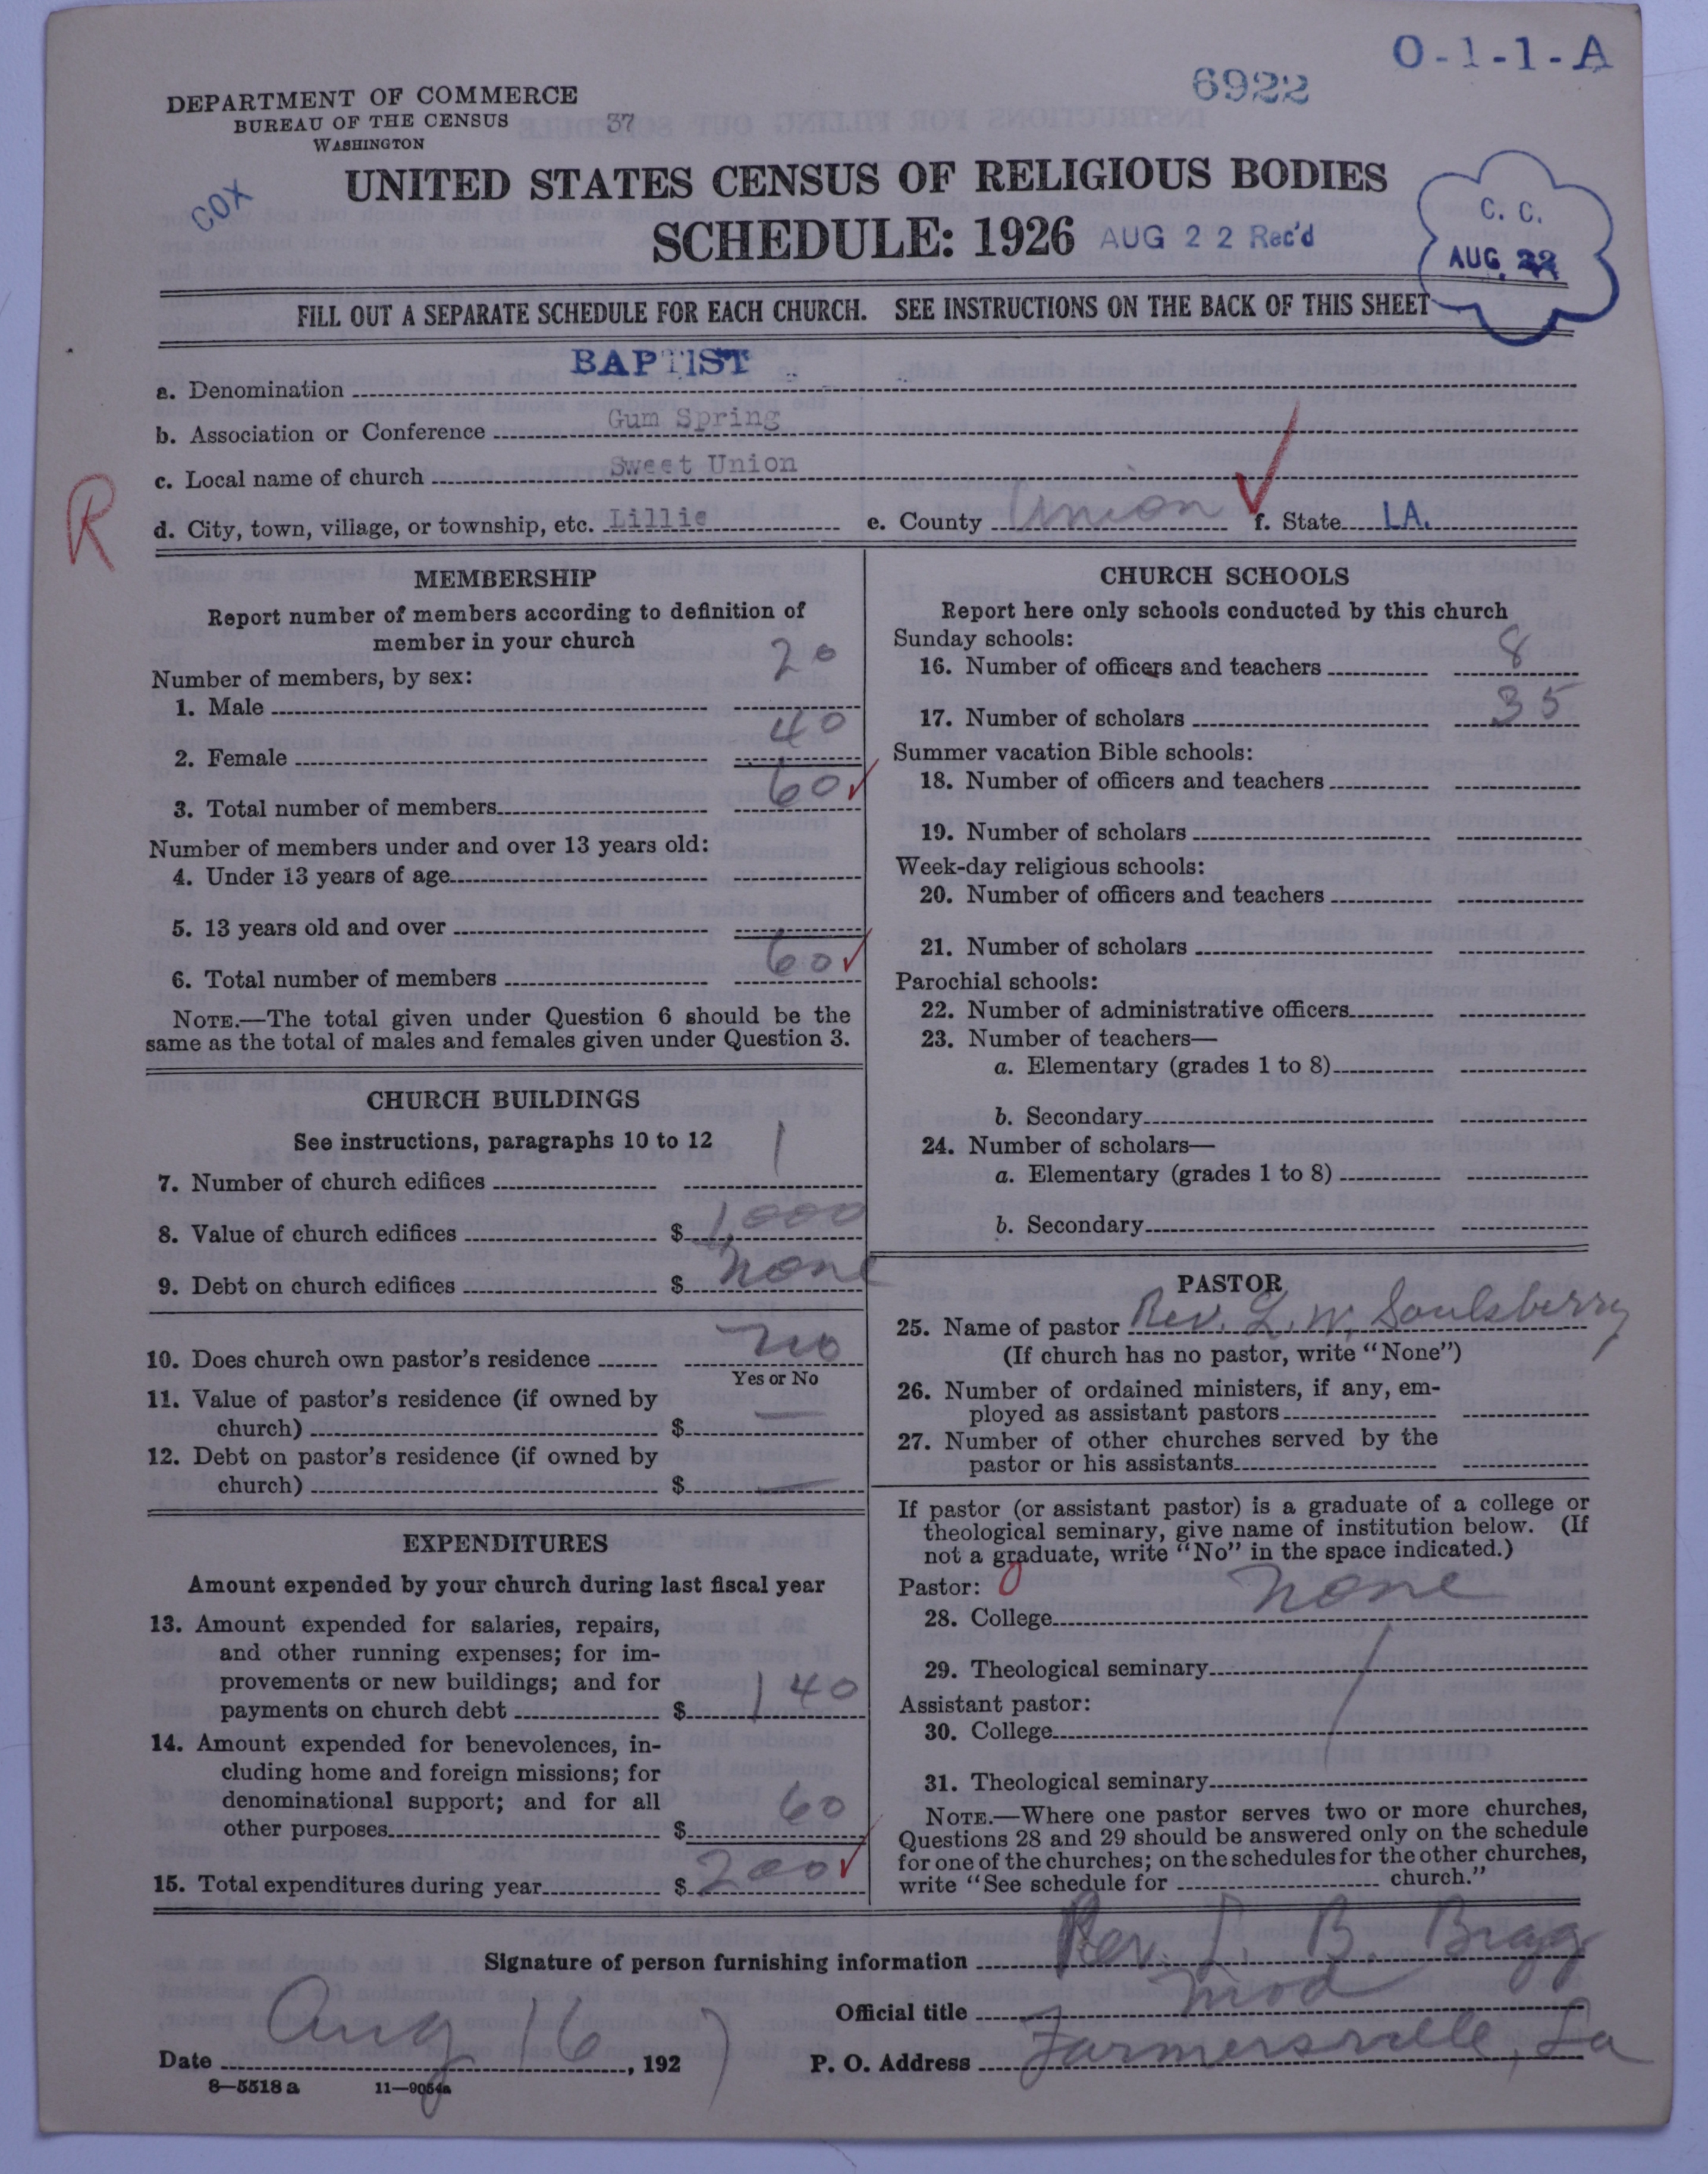 O-1-1-A
6922
DEPARTMENT OF COMMERCE
BUREAU OF THE CENSUS
WASHINGTON
37
COX
UNITED STATES CENSUS OF RELIGIOUS BODIES
SCHEDULE: 1926 AUG 22 Rec'd
C. C.
AUG. 22
FILL OUT A SEPARATE SCHEDULE FOR EACH CHURCH. SEE INSTRUCTIONS ON THE BACK OF THIS SHEET
a. Denomination BAPTIST
b. Association or Conference Gum Spring
c. Local name of church Sweet Union
R
d. City, town, village, or township, etc. Lillie e. County Union f. State LA.
MEMBERSHIP
Report number of members according to definition of
member in your church
Number of members, by sex:
1. Male 20
2. Female 40
3. Total number of members 60
Number of members under and over 13 years old:
4. Under 13 years of age
5. 13 years old and over
6. Total number of members 60
NOTE.—The total given under Question 6 should be the
same as the total of males and females given under Question 3.
CHURCH BUILDINGS
See instructions, paragraphs 10 to 12
7. Number of church edifices 1
8. Value of church edifices $ 1000
9. Debt on church edifices $ none
10. Does church own pastor's residence no
Yes or No
11. Value of pastor's residence (if owned by
church) $ —
12. Debt on pastor's residence (if owned by
church) $ —
EXPENDITURES
Amount expended by your church during last fiscal year
13. Amount expended for salaries, repairs,
and other running expenses; for im-
provements or new buildings; and for
payments on church debt $ 140
14. Amount expended for benevolences, in-
cluding home and foreign missions; for
denominational support; and for all
other purposes $ 60
15. Total expenditures during year $ 200
CHURCH SCHOOLS
Report here only schools conducted by this church
Sunday schools:
16. Number of officers and teachers 8
17. Number of scholars 35
Summer vacation Bible schools:
18. Number of officers and teachers
19. Number of scholars
Week-day religious schools:
20. Number of officers and teachers
21. Number of scholars
Parochial schools:
22. Number of administrative officers
23. Number of teachers—
a. Elementary (grades 1 to 8)
b. Secondary
24. Number of scholars—
a. Elementary (grades 1 to 8)
b. Secondary
PASTOR
25. Name of pastor Rev. L. W. Soulsberry
(If church has no pastor, write "None")
26. Number of ordained ministers, if any, em-
ployed as assistant pastors
27. Number of other churches served by the
pastor or his assistants
If pastor (or assistant pastor) is a graduate of a college or
theological seminary, give name of institution below. (If
not a graduate, write "No" in the space indicated.)
Pastor: 0
28. College none
29. Theological seminary
Assistant pastor:
30. College
31. Theological seminary
NOTE.—Where one pastor serves two or more churches,
Questions 28 and 29 should be answered only on the schedule
for one of the churches; on the schedules for the other churches,
write "See schedule for church."
Signature of person furnishing information Rev. D. B. Bragg
Official title Mod
Date Aug 16, 1927 P. O. Address Farmersville, La
8—5518 a 11—9054a